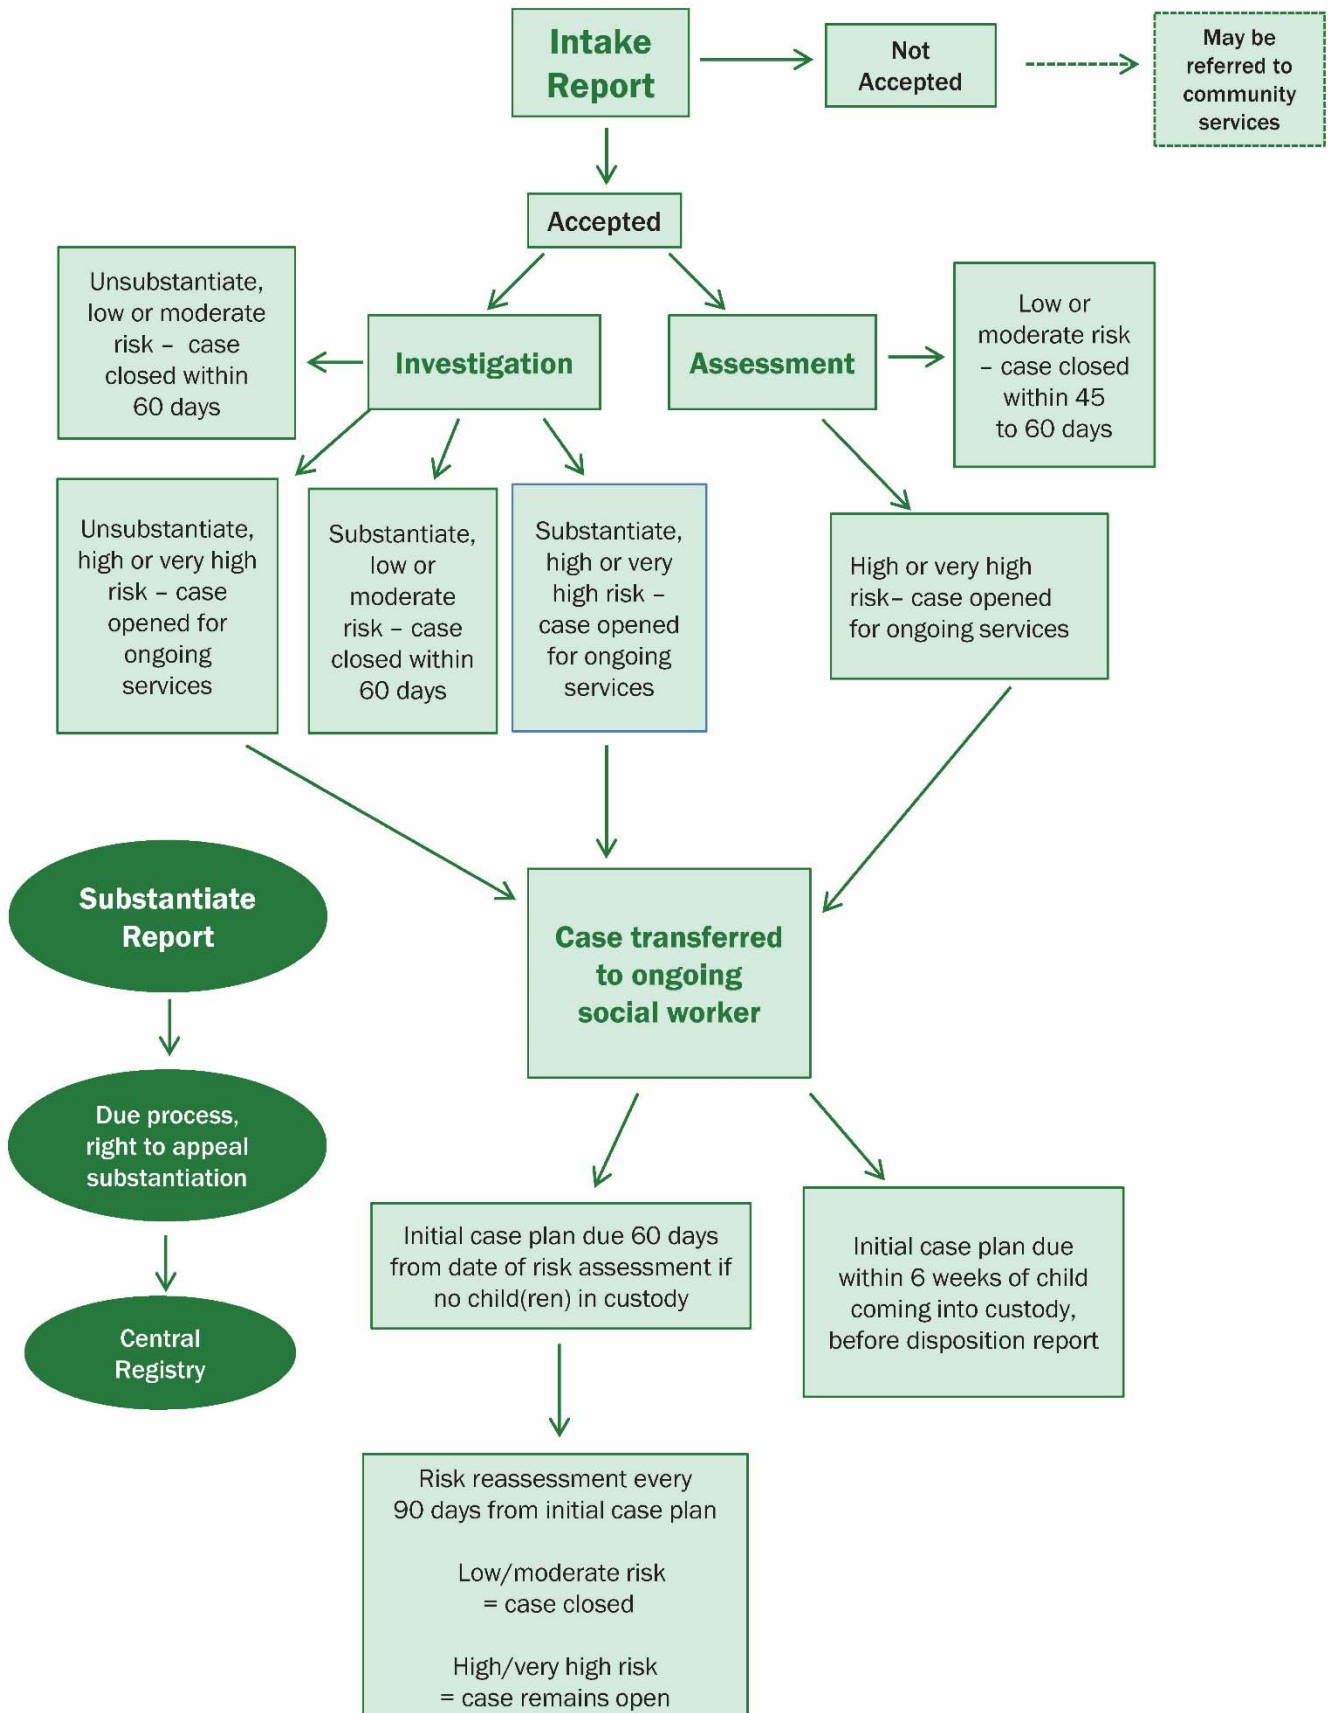 Intake
Report
Not
Accepted
May be
referred to
community
services
Accepted
Unsubstantiate,
low or moderate
risk – case
closed within
60 days
Investigation
Assessment
Low or
moderate risk
– case closed
within 45
to 60 days
Unsubstantiate,
high or very high
risk – case
opened for
ongoing
services
Substantiate,
low or
moderate
risk – case
closed within
60 days
Substantiate,
high or very
high risk –
case opened
for ongoing
services
High or very high
risk– case opened
for ongoing services
Substantiate
Report
Case transferred
to ongoing
social worker
Due process,
right to appeal
substantiation
Initial case plan due 60 days
from date of risk assessment if
no child(ren) in custody
Initial case plan due
within 6 weeks of child
coming into custody,
before disposition report
Central
Registry
Risk reassessment every
90 days from initial case plan
Low/moderate risk
= case closed
High/very high risk
= case remains open